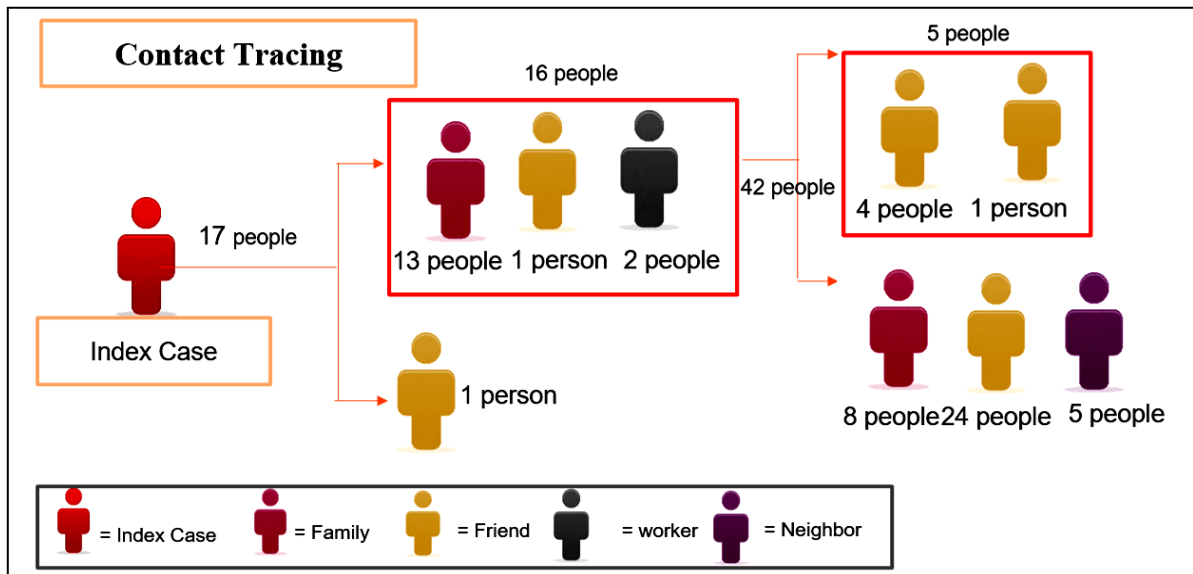 Contact Tracing
5 people
16 people
42 people
17 people
4 people
1 person
13 people
1 person
2 people
Index Case
1 person
8 people
24 people
5 people
= Index Case
= Family
= Friend
= worker
= Neighbor